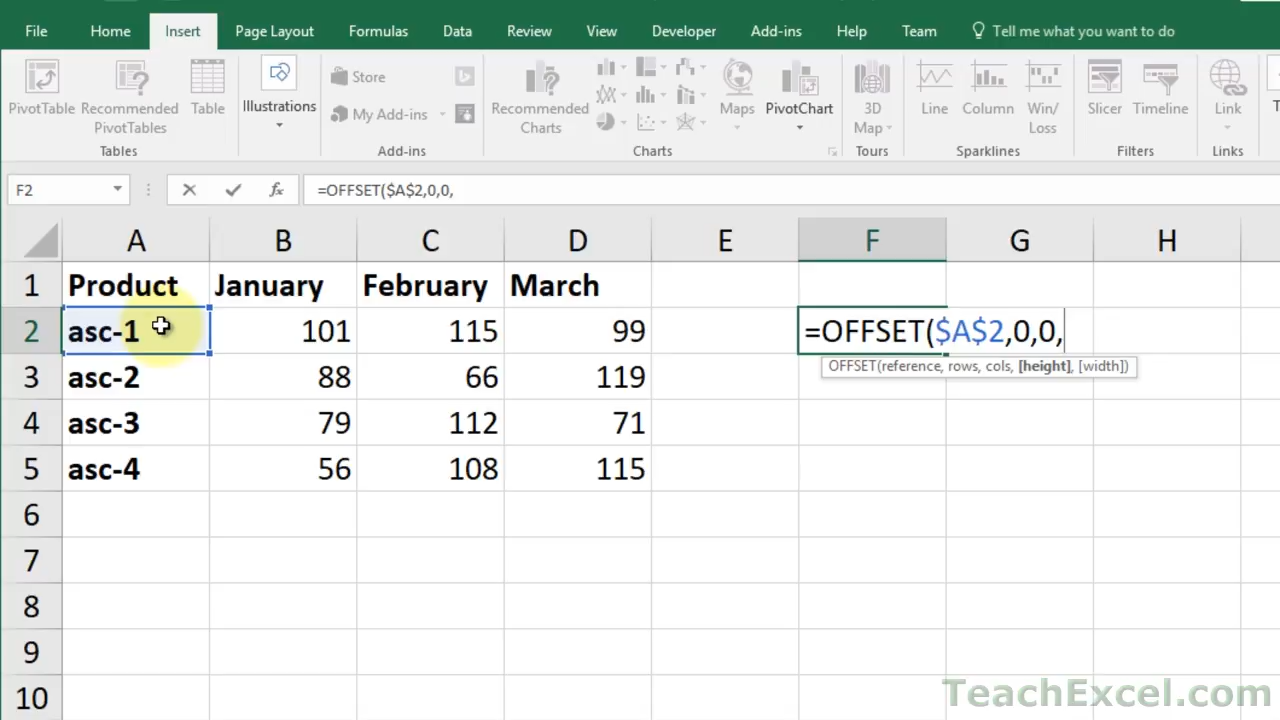 File Home Insert Page Layout Formulas Data Review View Developer Add-ins Help Team Tell me what you want to do
PivotTable
Recommended
PivotTables
Table
Tables
Illustrations
Store
My Add-ins
Add-ins
Recommended
Charts
Charts
Maps
PivotChart
3D
Map
Tours
Line
Column
Win/
Loss
Sparklines
Slicer
Timeline
Filters
Link
Links
F2 fx =OFFSET($A$2,0,0,
A B C D E F G H
1 Product January February March
2 asc-1 101 115 99 =OFFSET($A$2,0,0,
OFFSET(reference, rows, cols, [height], [width])
3 asc-2 88 66 119
4 asc-3 79 112 71
5 asc-4 56 108 115
6
7
8
9
10
TeachExcel.com